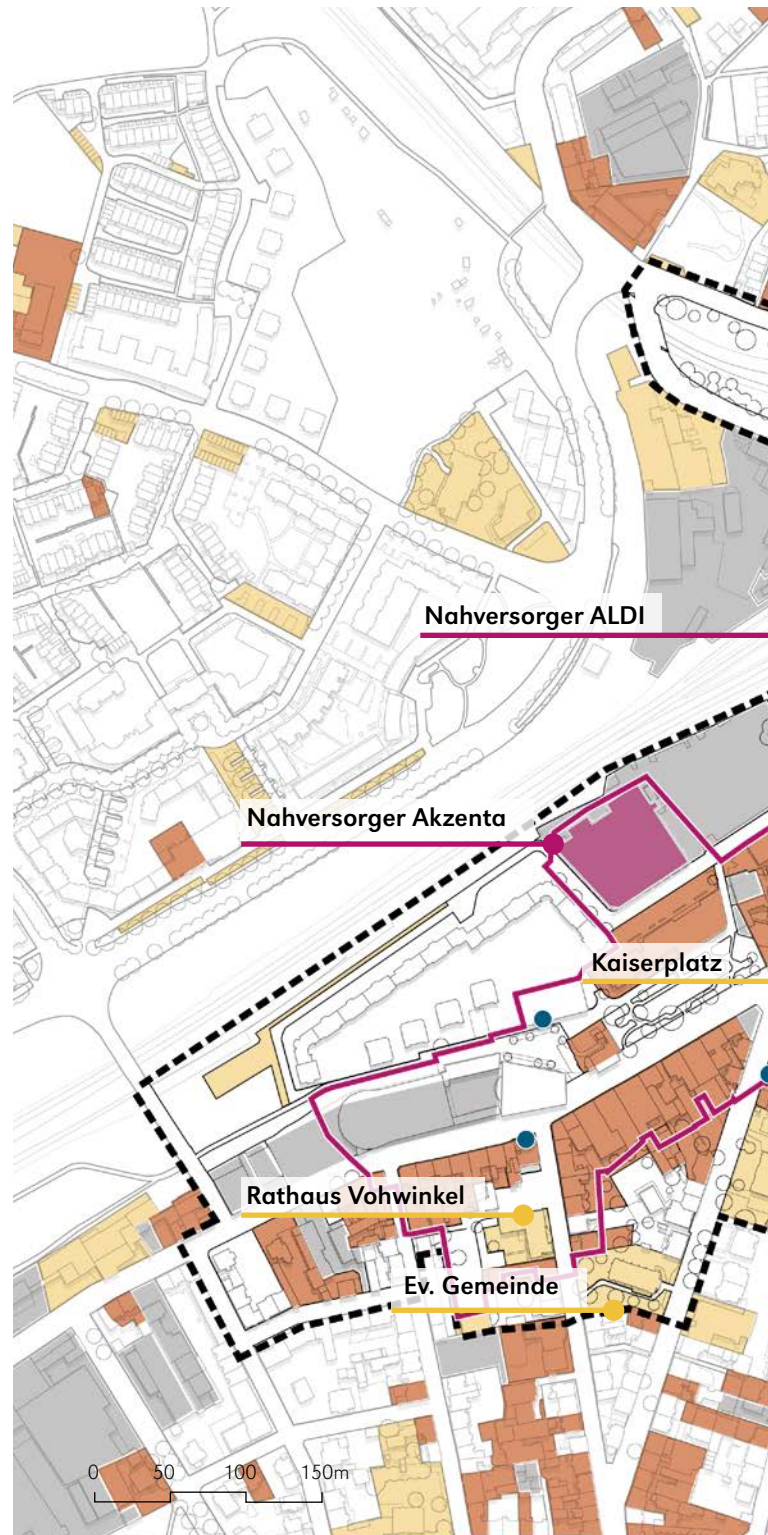 Nahversorger ALDI
Nahversorger Akzenta
Kaiserplatz
Rathaus Vohwinkel
Ev. Gemeinde
0 50 100 150m